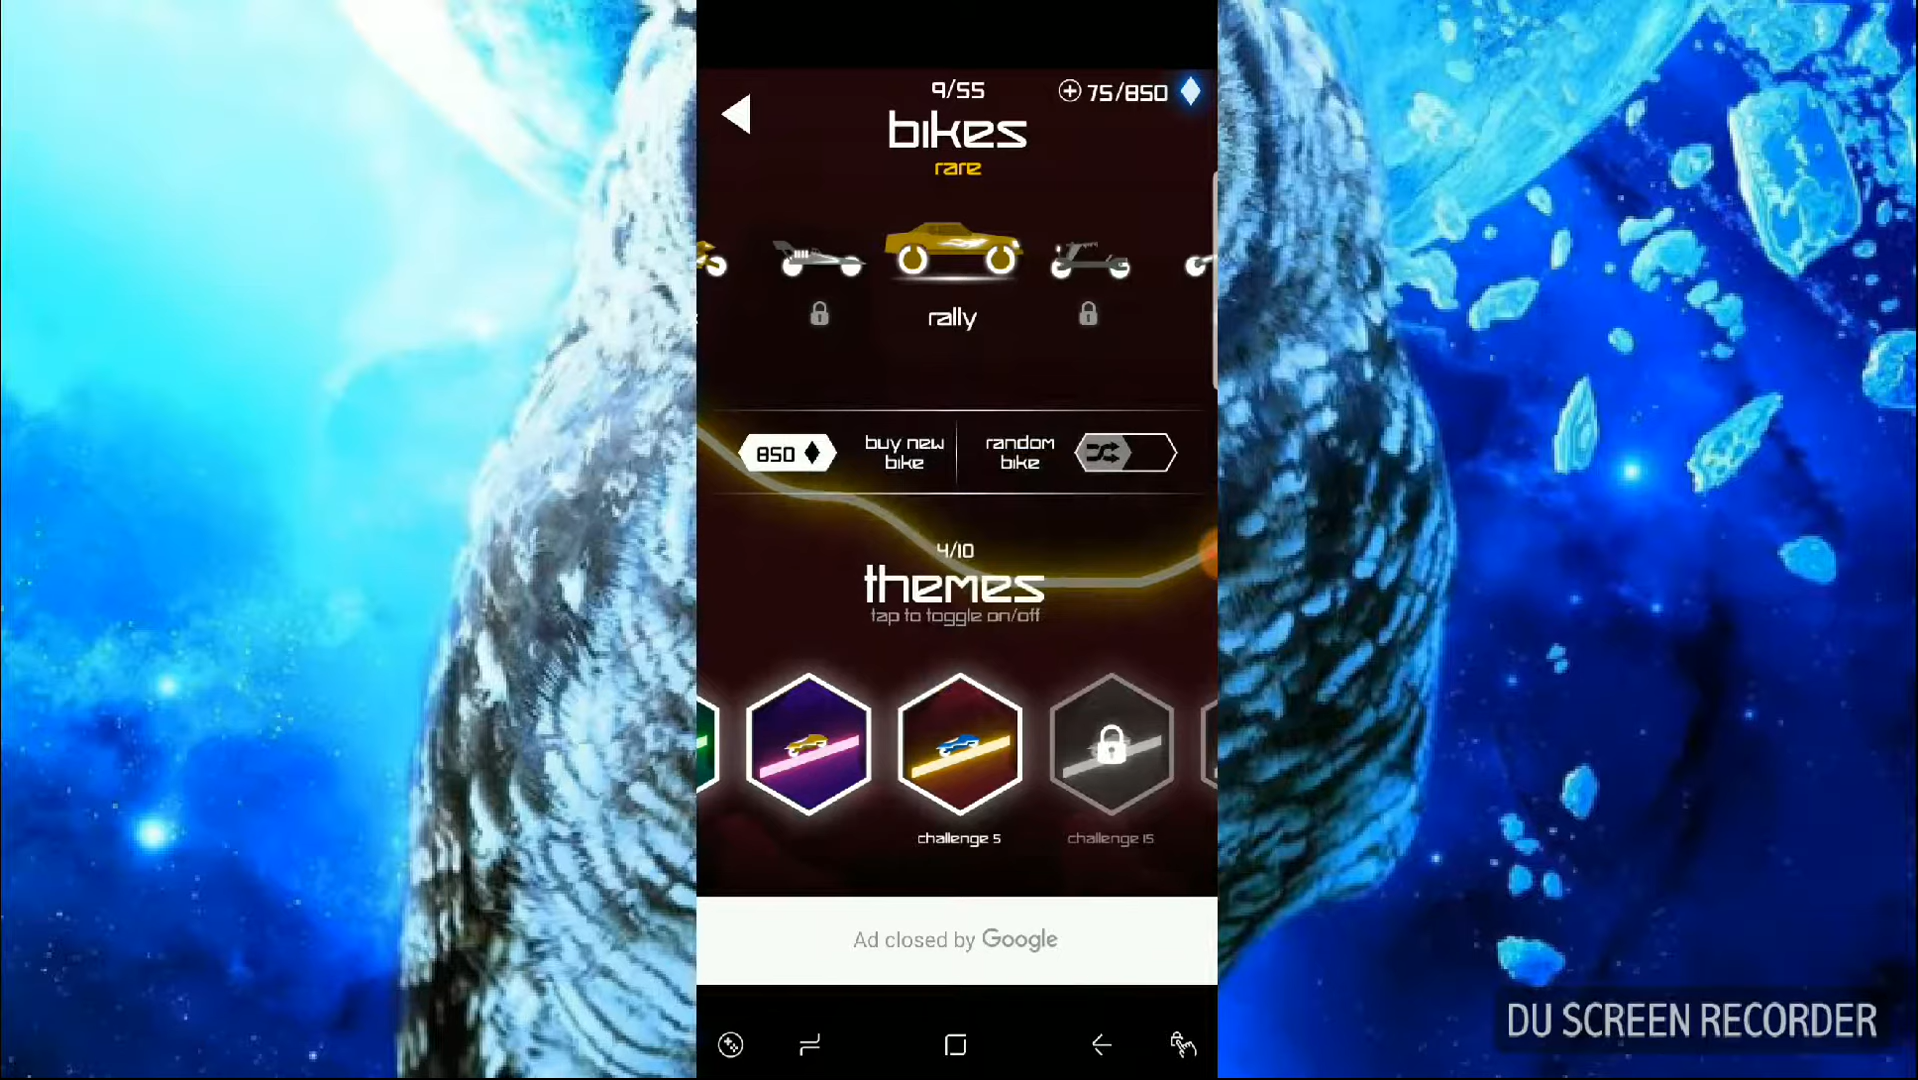 9/55
75/850
bikes
rare
rally
850
buy new
bike
random
bike
4/10
themes
tap to toggle on/off
challenge 5
challenge 15
Ad closed by Google
DU SCREEN RECORDER